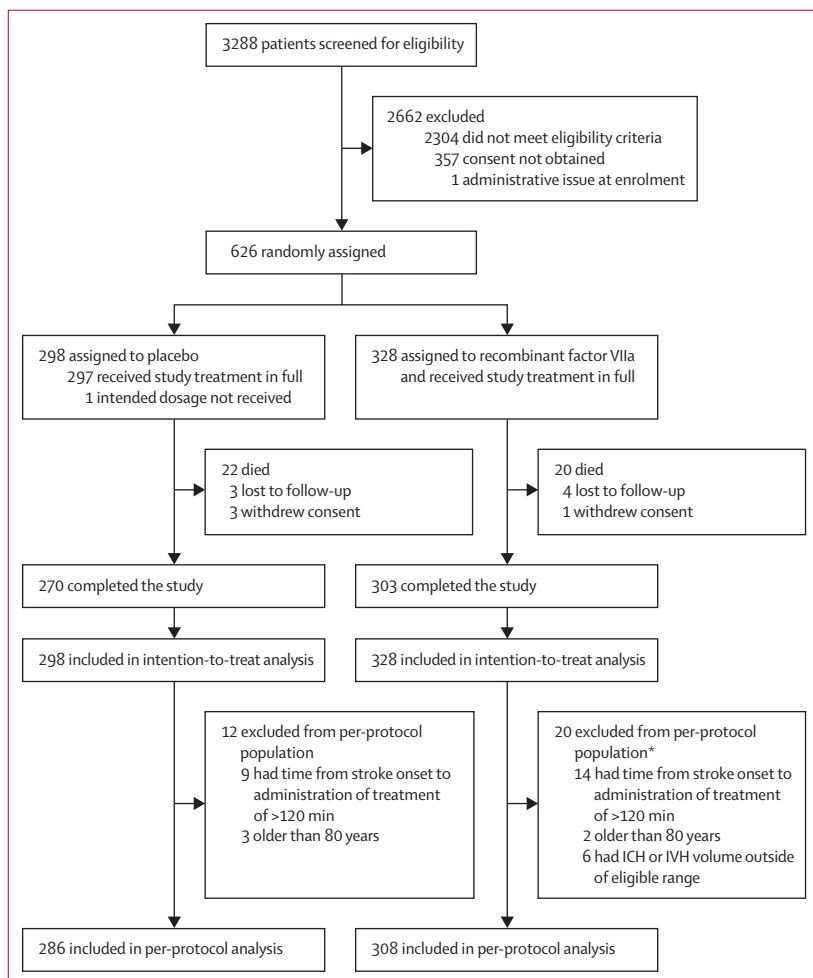 3288 patients screened for eligibility
2662 excluded
2304 did not meet eligibility criteria
357 consent not obtained
1 administrative issue at enrolment
626 randomly assigned
298 assigned to placebo
297 received study treatment in full
1 intended dosage not received
328 assigned to recombinant factor VIIa
and received study treatment in full
22 died
3 lost to follow-up
3 withdrew consent
20 died
4 lost to follow-up
1 withdrew consent
270 completed the study
303 completed the study
298 included in intention-to-treat analysis
328 included in intention-to-treat analysis
12 excluded from per-protocol
population
9 had time from stroke onset to
administration of treatment
of >120 min
3 older than 80 years
20 excluded from per-protocol
population*
14 had time from stroke onset to
administration of treatment
of >120 min
2 older than 80 years
6 had ICH or IVH volume outside
of eligible range
286 included in per-protocol analysis
308 included in per-protocol analysis